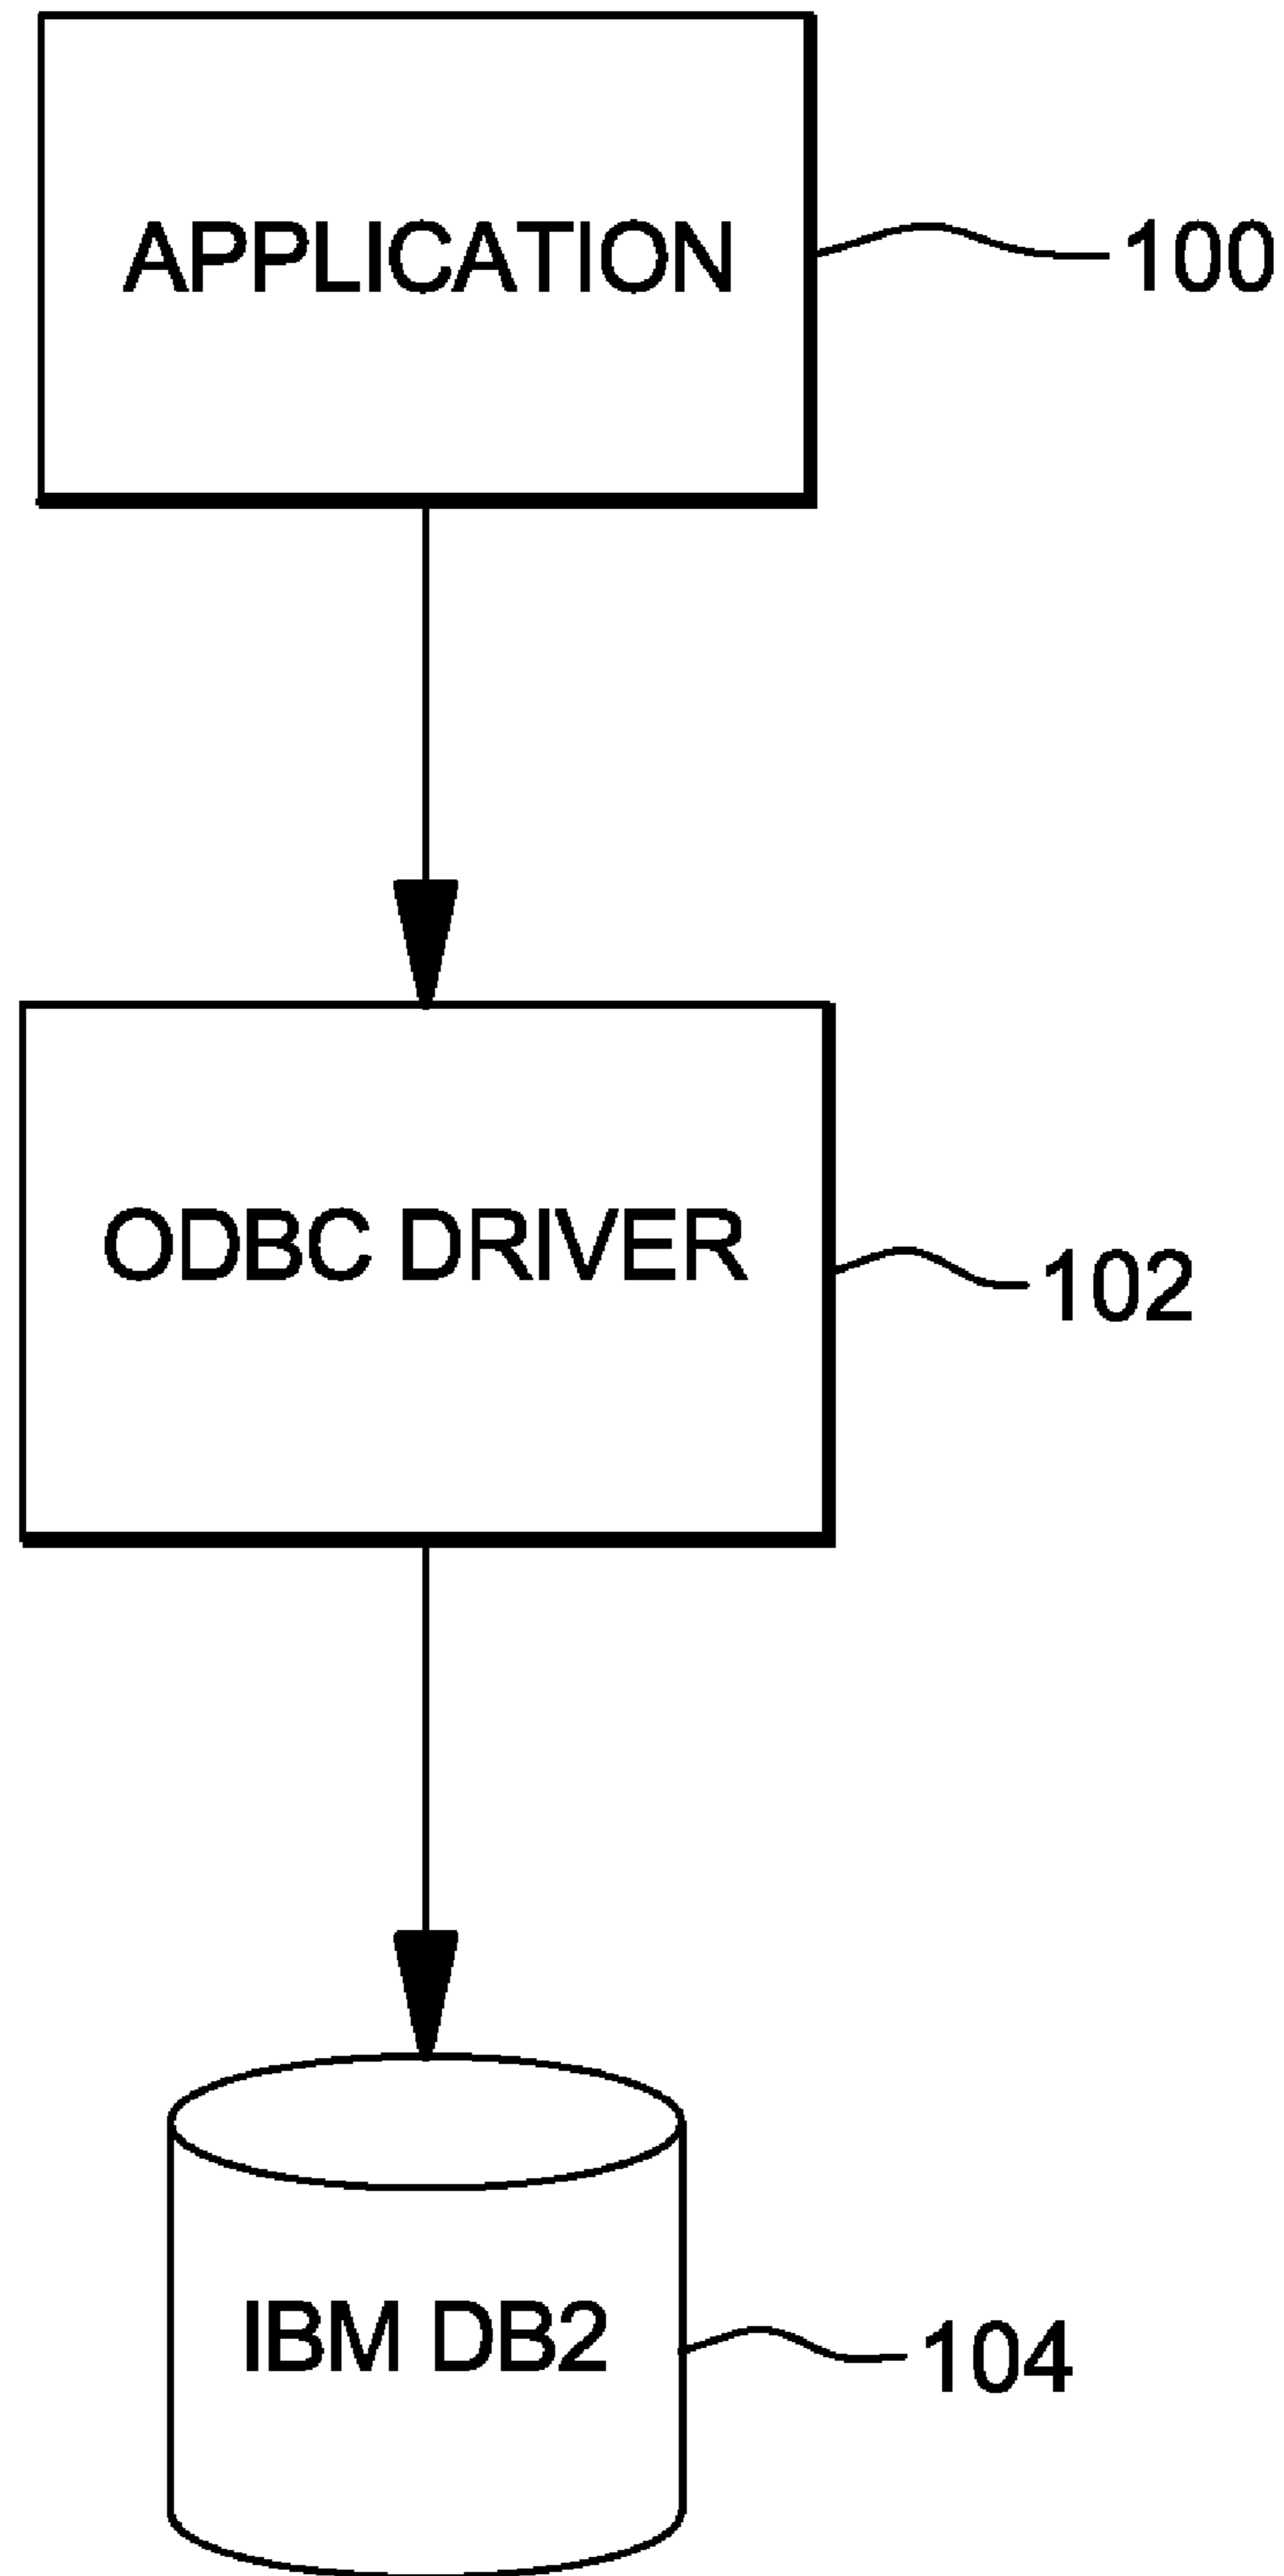 APPLICATION
100
ODBC DRIVER
102
IBM DB2
104